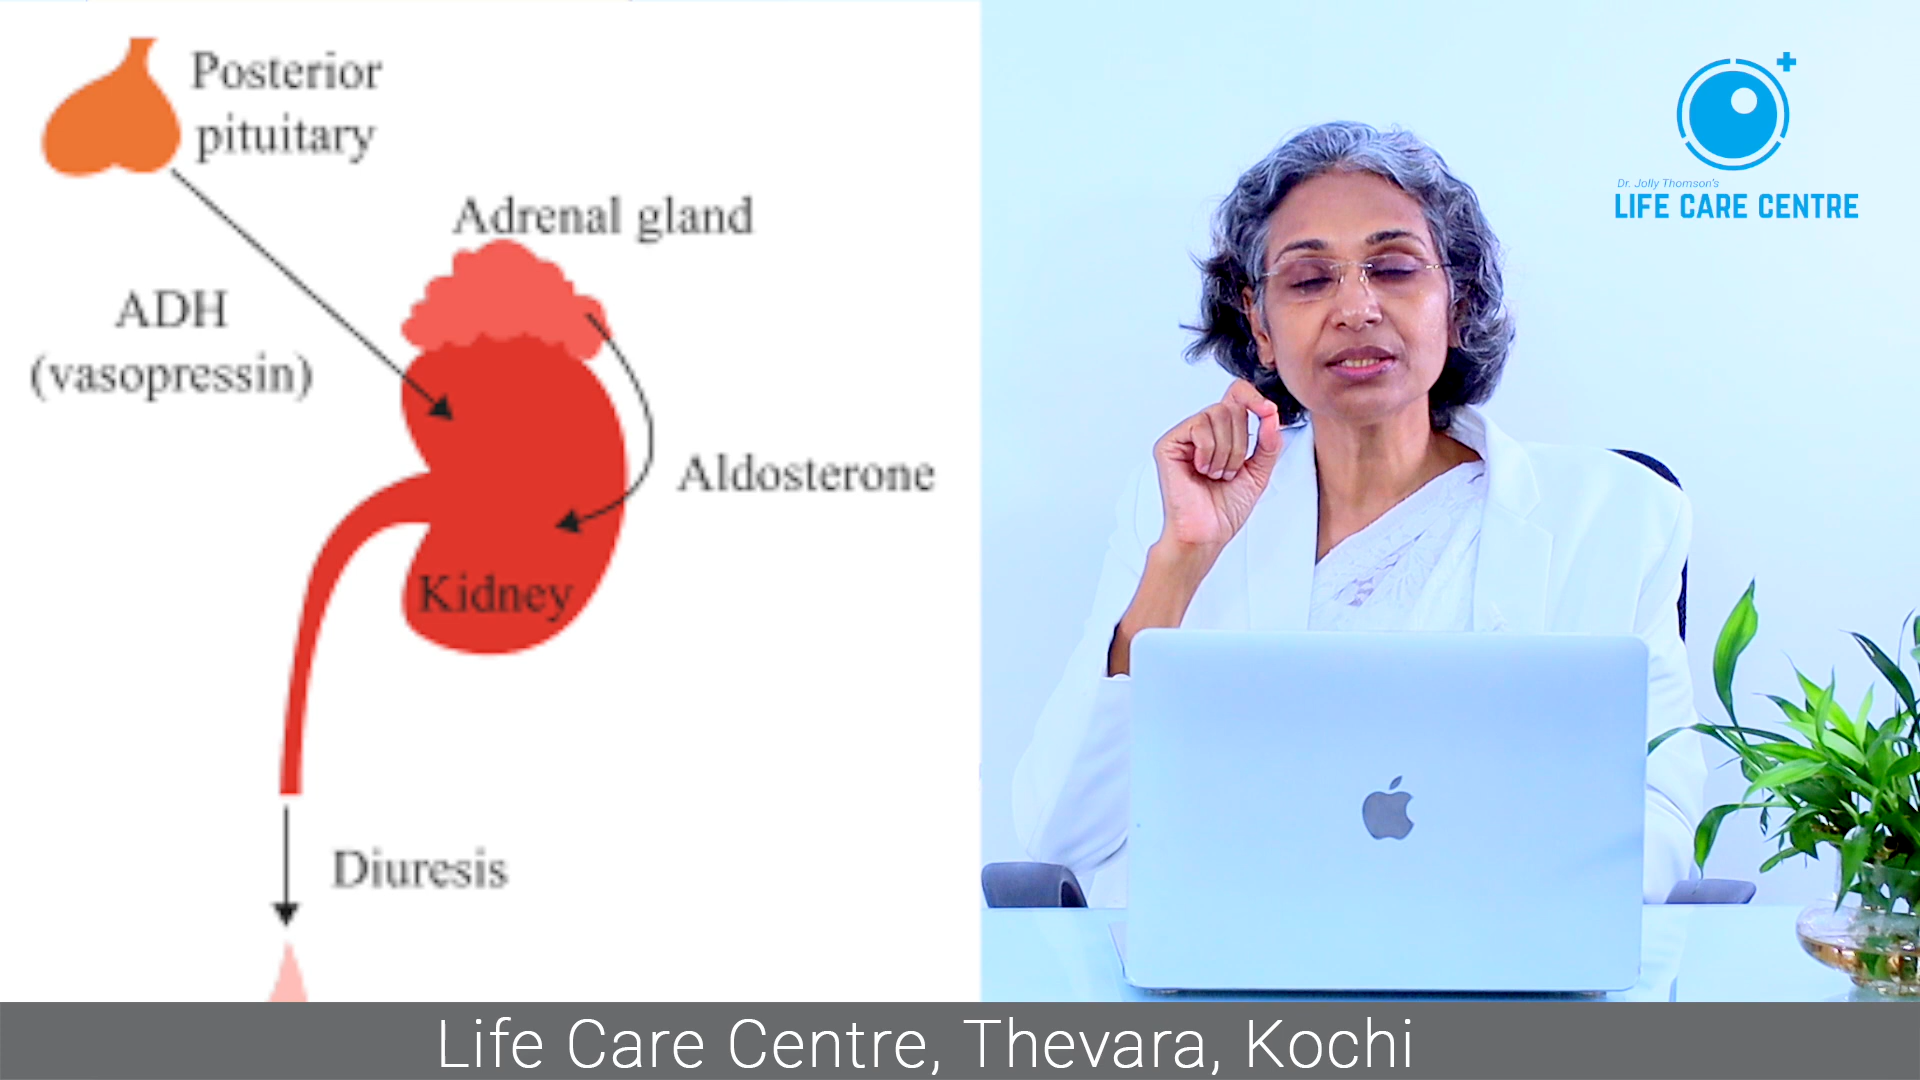 Posterior
pituitary
Adrenal gland
ADH
(vasopressin)
Aldosterone
Kidney
Diuresis
Dr. Jolly Thomson's
LIFE CARE CENTRE
Life Care Centre, Thevara, Kochi